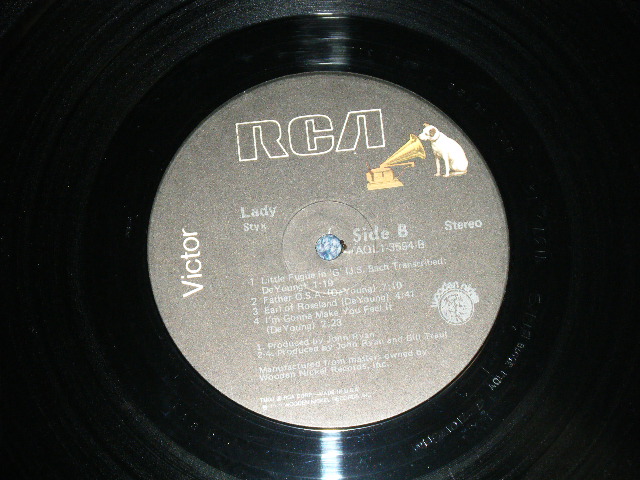 RCA
Victor
Lady
Styx
Side B
Stereo
AQL1-3594-B
1 Little Fugue in "G" (J.S. Bach Transcribed: DeYoung) 1:19
2 Father O.S.A. (DeYoung) 7:10
3 Earl of Roseland (DeYoung) 4:41
4 I'm Gonna Make You Feel It
(DeYoung) 2:23
wooden nickel
1. Produced by John Ryan
2-4. Produced by John Ryan and Bill Traut
Manufactured from masters owned by
Wooden Nickel Records, Inc.